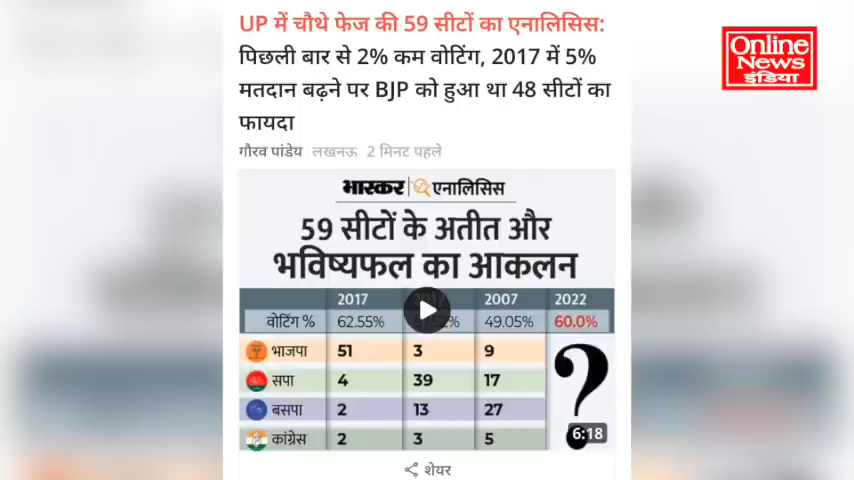 UP में चौथे फेज की 59 सीटों का एनालिसिस:
पिछली बार से 2% कम वोटिंग, 2017 में 5%
मतदान बढ़ने पर BJP को हुआ था 48 सीटों का
फायदा
गौरव पांडेय लखनऊ 2 मिनट पहले
Online
News
इंडिया
भास्कर एनालिसिस
59 सीटों के अतीत और
भविष्यफल का आकलन
2017 2007 2022
वोटिंग % 62.55% 49.05% 60.0%
भाजपा 51 3 9
सपा 4 39 17
बसपा 2 13 27
कांग्रेस 2 3 5
?
6:18
शेयर